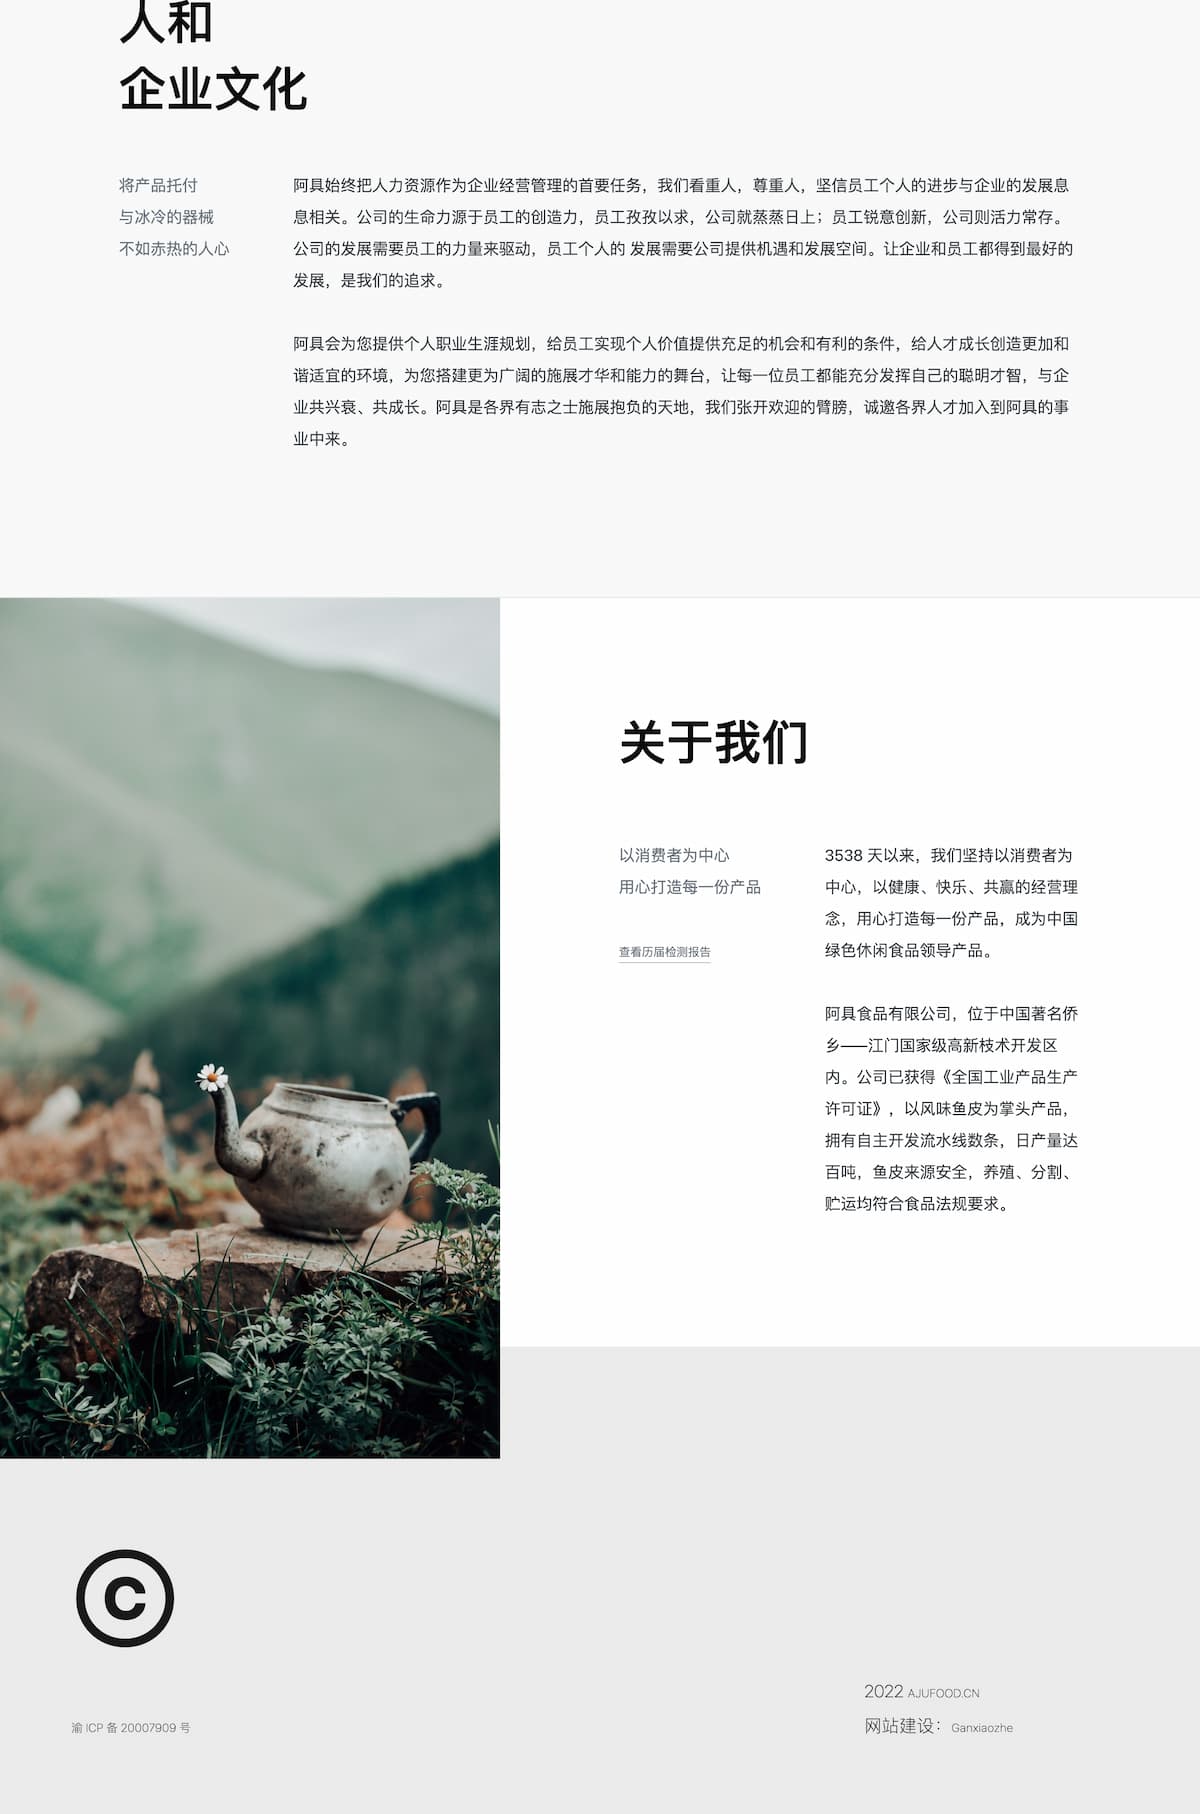 人和
企业文化
将产品托付
与冰冷的器械
不如赤热的人心
阿具始终把人力资源作为企业经营管理的首要任务，我们看重人，尊重人，坚信员工个人的进步与企业的发展息
息相关。公司的生命力源于员工的创造力，员工孜孜以求，公司就蒸蒸日上；员工锐意创新，公司则活力常存。
公司的发展需要员工的力量来驱动，员工个人的 发展需要公司提供机遇和发展空间。让企业和员工都得到最好的
发展，是我们的追求。
阿具会为您提供个人职业生涯规划，给员工实现个人价值提供充足的机会和有利的条件，给人才成长创造更加和
谐适宜的环境，为您搭建更为广阔的施展才华和能力的舞台，让每一位员工都能充分发挥自己的聪明才智，与企
业共兴衰、共成长。阿具是各界有志之士施展抱负的天地，我们张开欢迎的臂膀，诚邀各界人才加入到阿具的事
业中来。
关于我们
以消费者为中心
用心打造每一份产品
查看历届检测报告
3538 天以来，我们坚持以消费者为
中心，以健康、快乐、共赢的经营理
念，用心打造每一份产品，成为中国
绿色休闲食品领导产品。
阿具食品有限公司，位于中国著名侨
乡——江门国家级高新枝术开发区
内。公司已获得《全国工业产品生产
许可证》，以风味鱼皮为掌头产品，
拥有自主开发流水线数条，日产量达
百吨，鱼皮来源安全，养殖、分割、
贮运均符合食品法规要求。
©
渝 ICP 备 20007909 号
2022 AJUFOOD.CN
网站建设： Ganxiaozhe